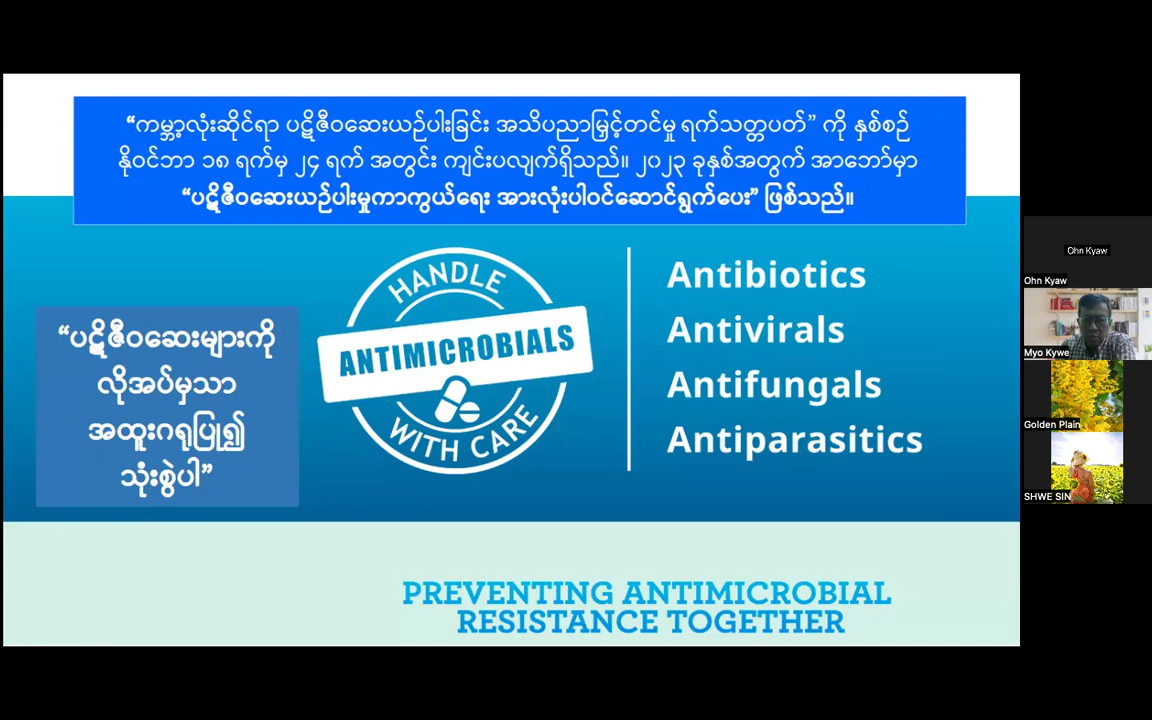 “ကမ္ဘာ့လုံးဆိုင်ရာ ပဋိဇီဝဆေးယဉ်ပါးခြင်း အသိပညာမြှင့်တင်မှု ရက်သတ္တပတ်” ကို နှစ်စဉ်
နိုဝင်ဘာ ၁၈ ရက်မှ ၂၄ ရက် အတွင်း ကျင်းပလျက်ရှိသည်။ ၂၀၂၃ ခုနှစ်အတွက် အာဘော်မှာ
“ပဋိဇီဝဆေးယဉ်ပါးမှုကာကွယ်ရေး အားလုံးပါဝင်ဆောင်ရွက်ပေး” ဖြစ်သည်။
“ပဋိဇီဝဆေးများကို
လိုအပ်မှသာ
အထူးဂရုပြု၍
သုံးစွဲပါ”
HANDLE
ANTIMICROBIALS
WITH CARE
Antibiotics
Antivirals
Antifungals
Antiparasitics
PREVENTING ANTIMICROBIAL
RESISTANCE TOGETHER
Ohn Kyaw
Ohn Kyaw
Myo Kywe
Golden Plain
SHWE SIN